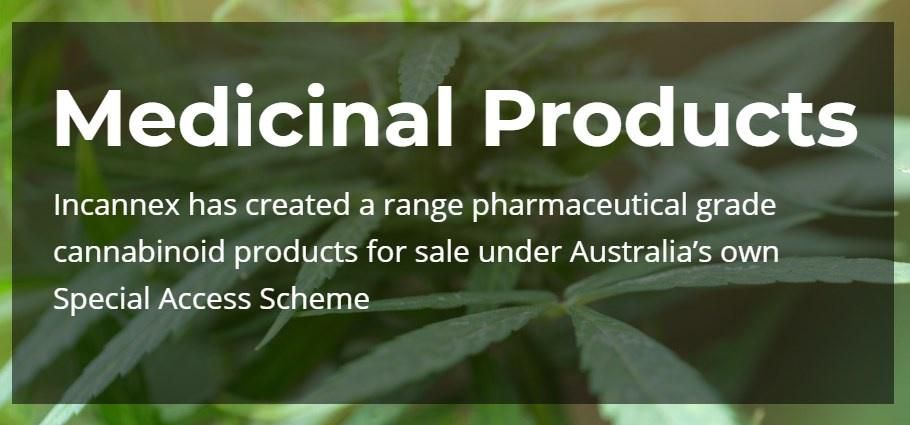 Medicinal Products
Incannex has created a range pharmaceutical grade
cannabinoid products for sale under Australia’s own
Special Access Scheme